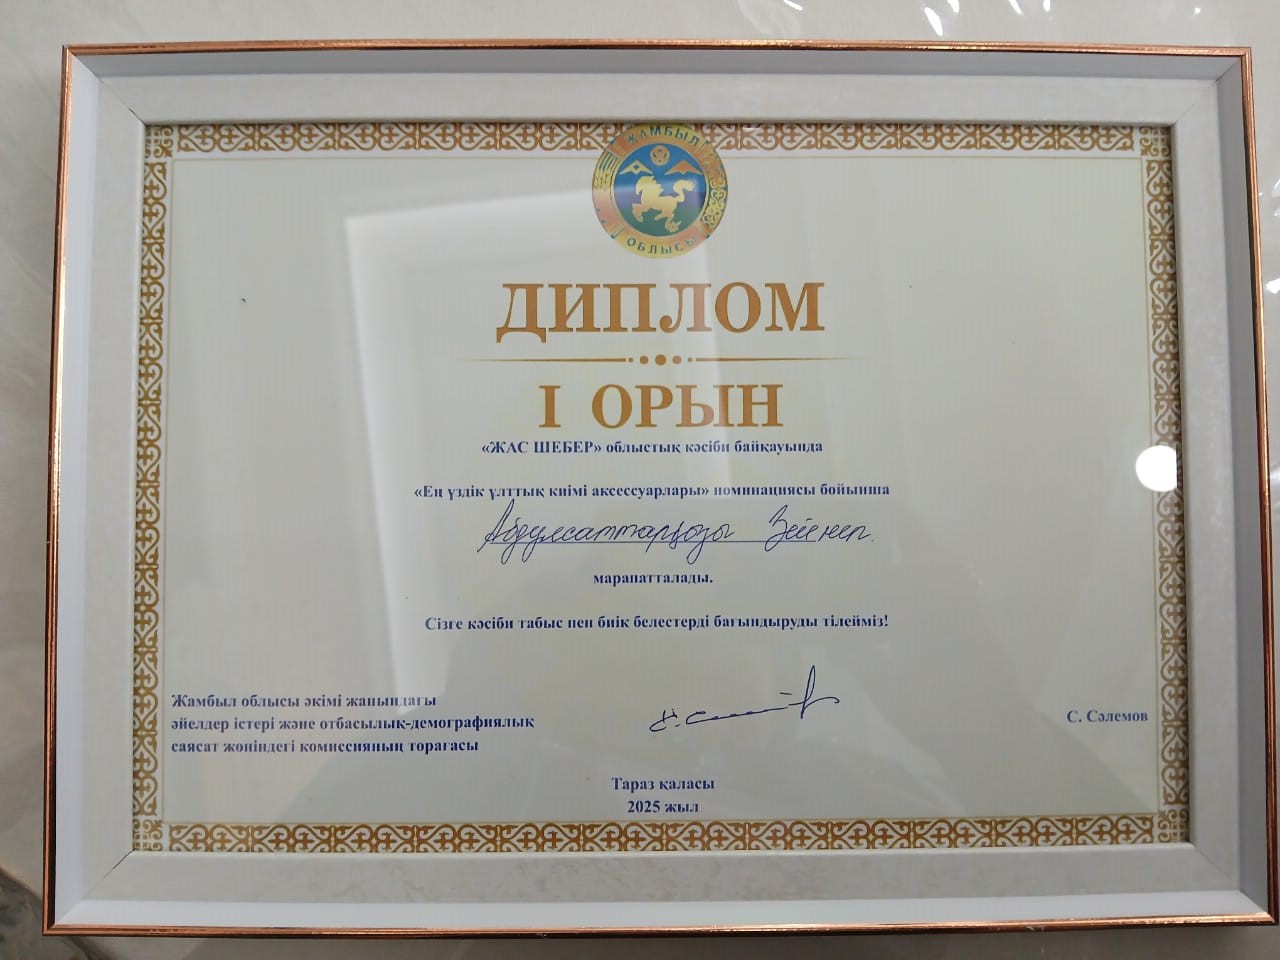 ЖАМБЫЛ
ОБЛЫСЫ
ДИПЛОМ
I ОРЫН
«ЖАС ШЕБЕР» облыстық кәсіби байқауында
«Ең үздік ұлттық киімі аксессуарлары» номинациясы бойынша
Абдулсаттарқызы Зейнеп.
марапатталады.
Сізге кәсіби табыс пен биік белестерді бағындыруды тілейміз!
Жамбыл облысы әкімі жанындағы
әйелдер істері және отбасылық-демографиялық
саясат жөніндегі комиссияның төрағасы
С. Сәлемов
Тараз қаласы
2025 жыл